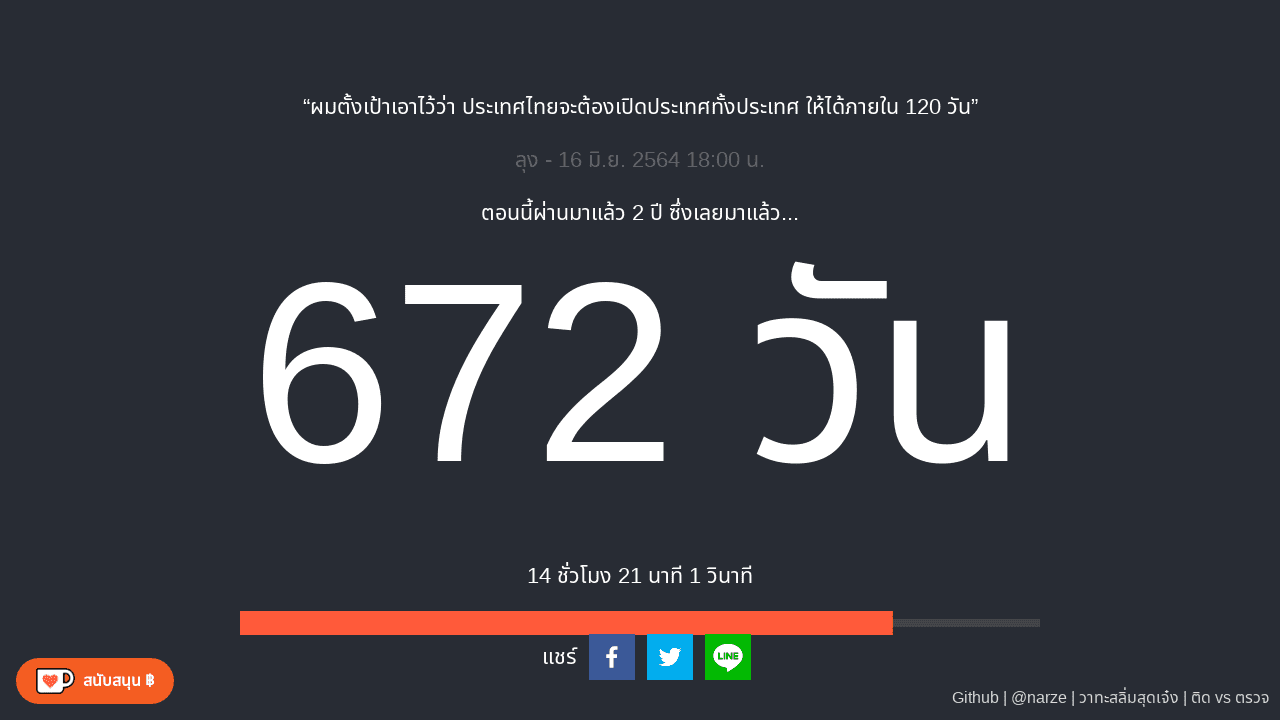 “ผมตั้งเป้าเอาไว้ว่า ประเทศไทยจะต้องเปิดประเทศทั้งประเทศ ให้ได้ภายใน 120 วัน”
ลุง - 16 มิ.ย. 2564 18:00 น.
ตอนนี้ผ่านมาแล้ว 2 ปี ซึ่งเลยมาแล้ว...
672 วัน
14 ชั่วโมง 21 นาที 1 วินาที
แชร์
LINE
สนับสนุน ฿
Github | @narze | วาทะสลิ่มสุดเจ๋ง | ติด vs ตรวจ